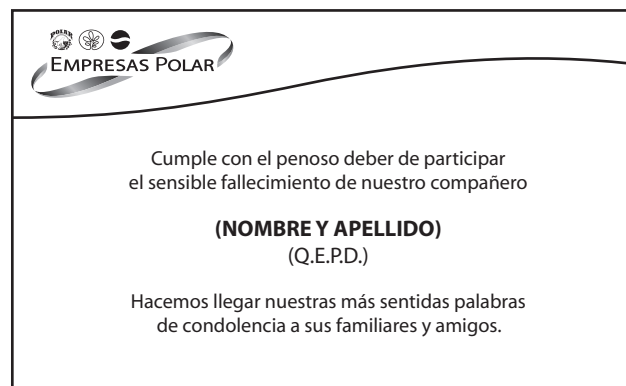 POLAR
EMPRESAS POLAR
Cumple con el penoso deber de participar
el sensible fallecimiento de nuestro compañero
(NOMBRE Y APELLIDO)
(Q.E.P.D.)
Hacemos llegar nuestras más sentidas palabras
de condolencia a sus familiares y amigos.